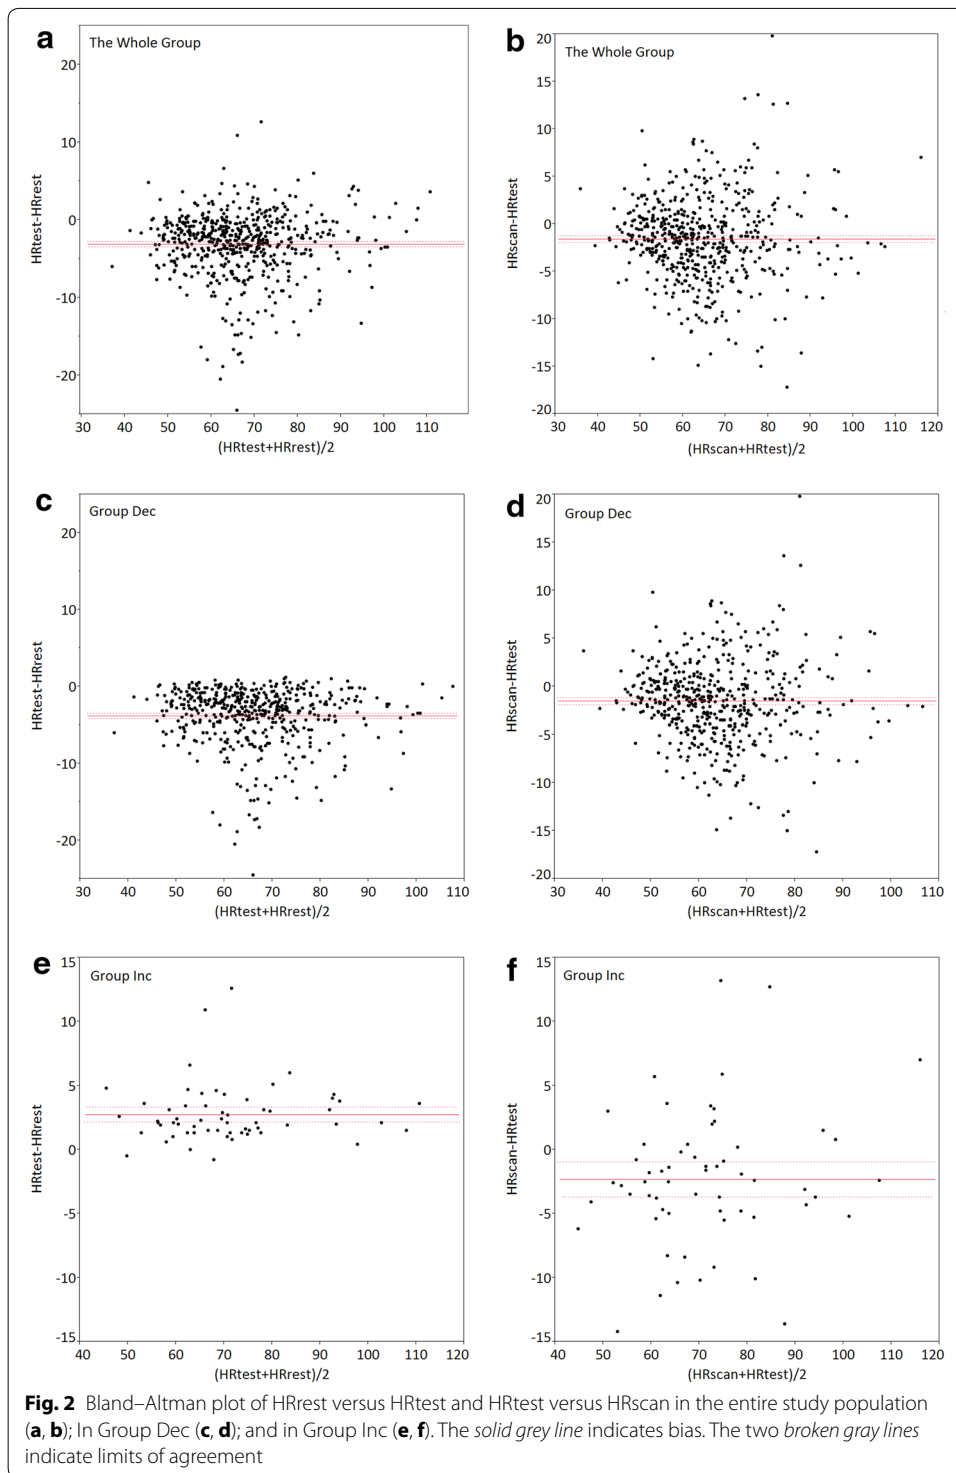 a
The Whole Group
HRtest-HRrest
20
10
0
-10
-20
30 40 50 60 70 80 90 100 110
(HRtest+HRrest)/2
b
The Whole Group
HRscan-HRtest
20
15
10
5
0
-5
-10
-15
-20
30 40 50 60 70 80 90 100 110 120
(HRscan+HRtest)/2
c
Group Dec
HRtest-HRrest
20
10
0
-10
-20
30 40 50 60 70 80 90 100 110
(HRtest+HRrest)/2
d
Group Dec
HRscan-HRtest
20
15
10
5
0
-5
-10
-15
-20
30 40 50 60 70 80 90 100 110
(HRscan+HRtest)/2
e
Group Inc
HRtest-HRrest
15
10
5
0
-5
-10
-15
40 50 60 70 80 90 100 110 120
(HRtest+HRrest)/2
f
Group Inc
HRscan-HRtest
15
10
5
0
-5
-10
-15
40 50 60 70 80 90 100 110 120
(HRscan+HRtest)/2
Fig. 2 Bland–Altman plot of HRrest versus HRtest and HRtest versus HRscan in the entire study population
(a, b); In Group Dec (c, d); and in Group Inc (e, f). The solid grey line indicates bias. The two broken gray lines
indicate limits of agreement